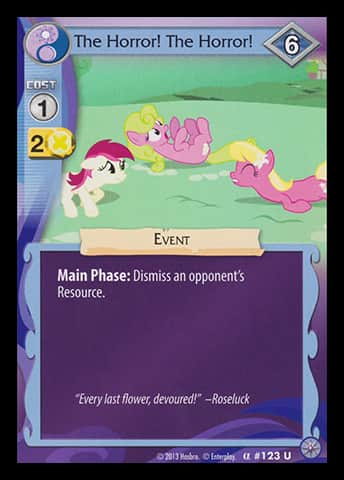 The Horror! The Horror!
6
COST
1
2
EVENT
Main Phase: Dismiss an opponent's
Resource.
"Every last flower, devoured!" –Roseluck
© 2013 Hasbro. © Enterplay. α #123 U